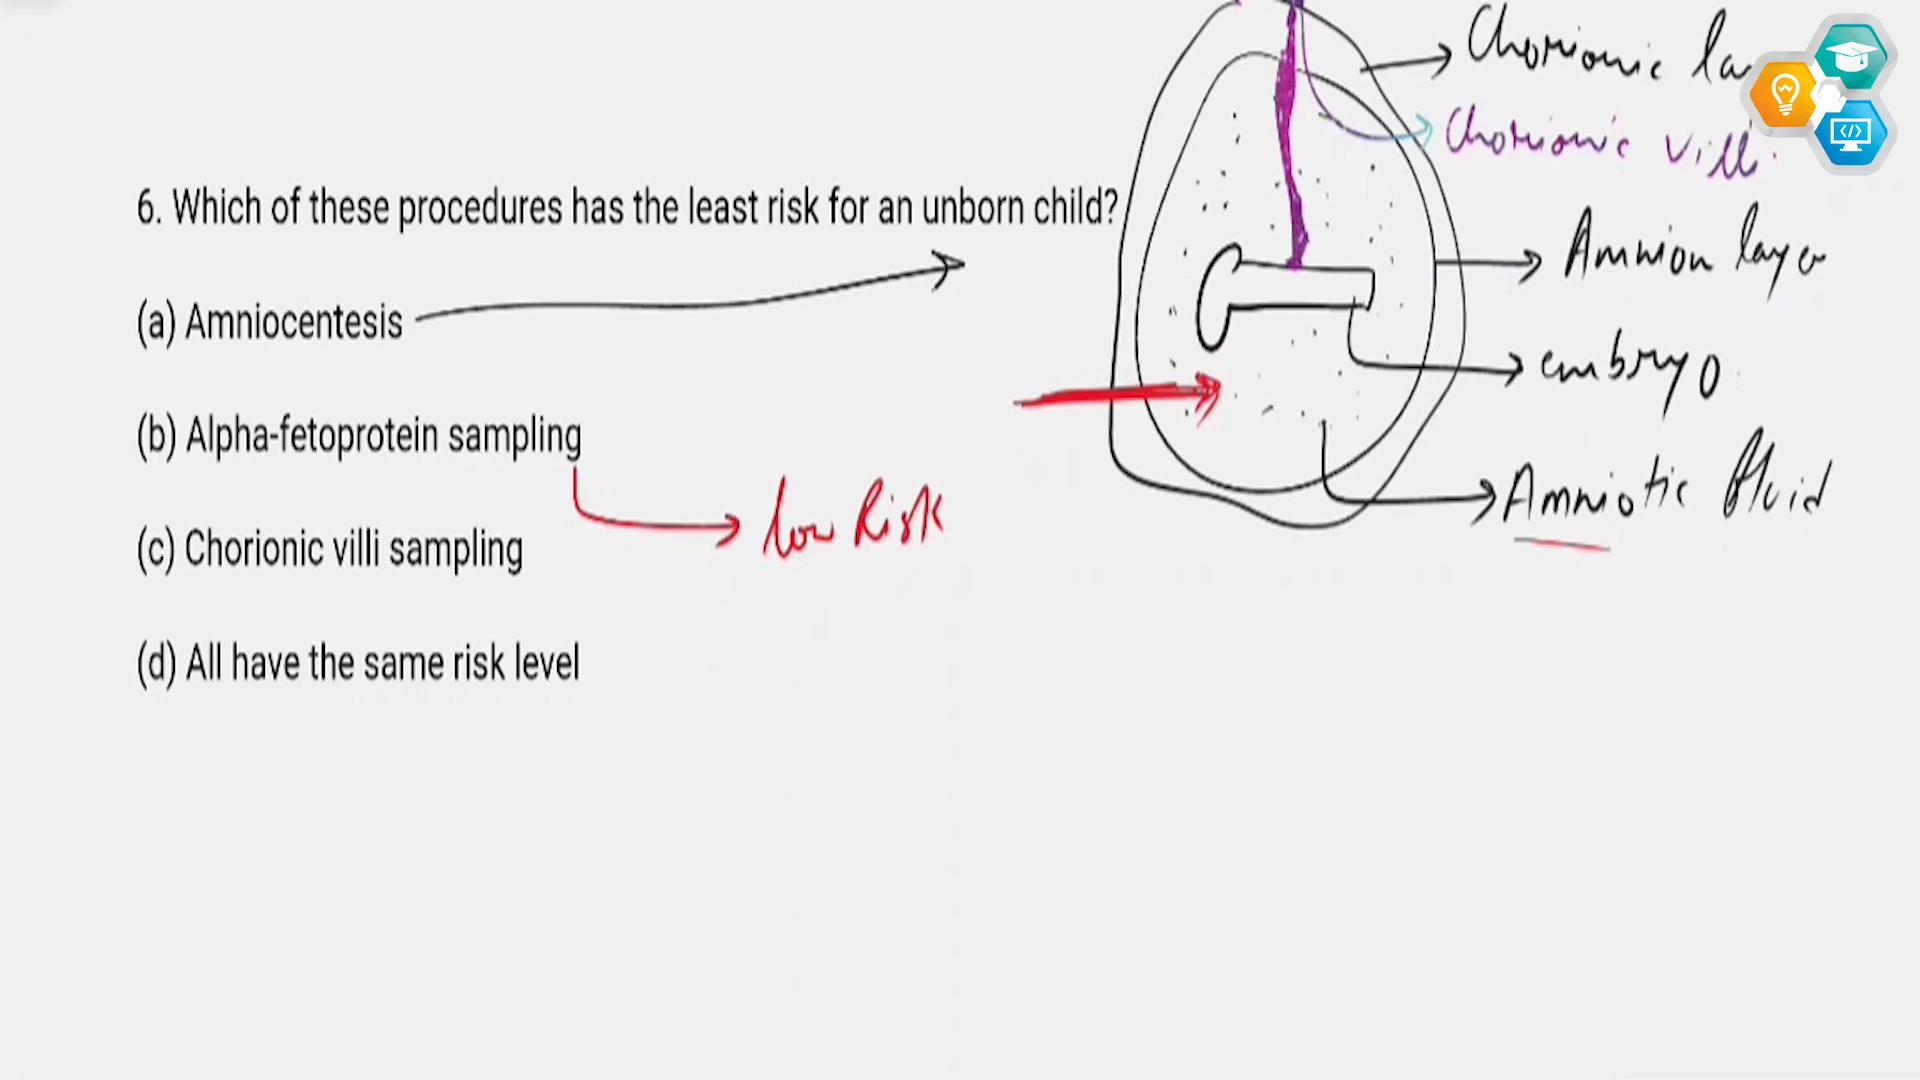 Chorionic
Chorionic villi
6. Which of these procedures has the least risk for an unborn child?
Amnion layer
(a) Amniocentesis
embryo
(b) Alpha-fetoprotein sampling
Amniotic fluid
low Risk
(c) Chorionic villi sampling
(d) All have the same risk level